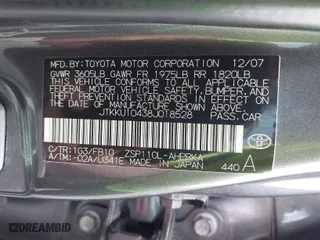 MFD.BY: TOYOTA MOTOR CORPORATION 12/07
GVWR 3605LB GAWR FR 1975LB RR 1820LB
THIS VEHICLE CONFORMS TO ALL APPLICABLE
FEDERAL MOTOR VEHICLE SAFETY, BUMPER, AND
THEFT PREVENTION STANDARDS IN EFFECT ON
THE DATE OF MANUFACTURE SHOWN ABOVE.
JTKKU10438J018528 PASS.CAR
C/TR: 1G3/FB10 ZSP110L-AHPRKA
A/TM: -02A/U341E MADE IN JAPAN
440 A
TOYOTA
DREAMBID